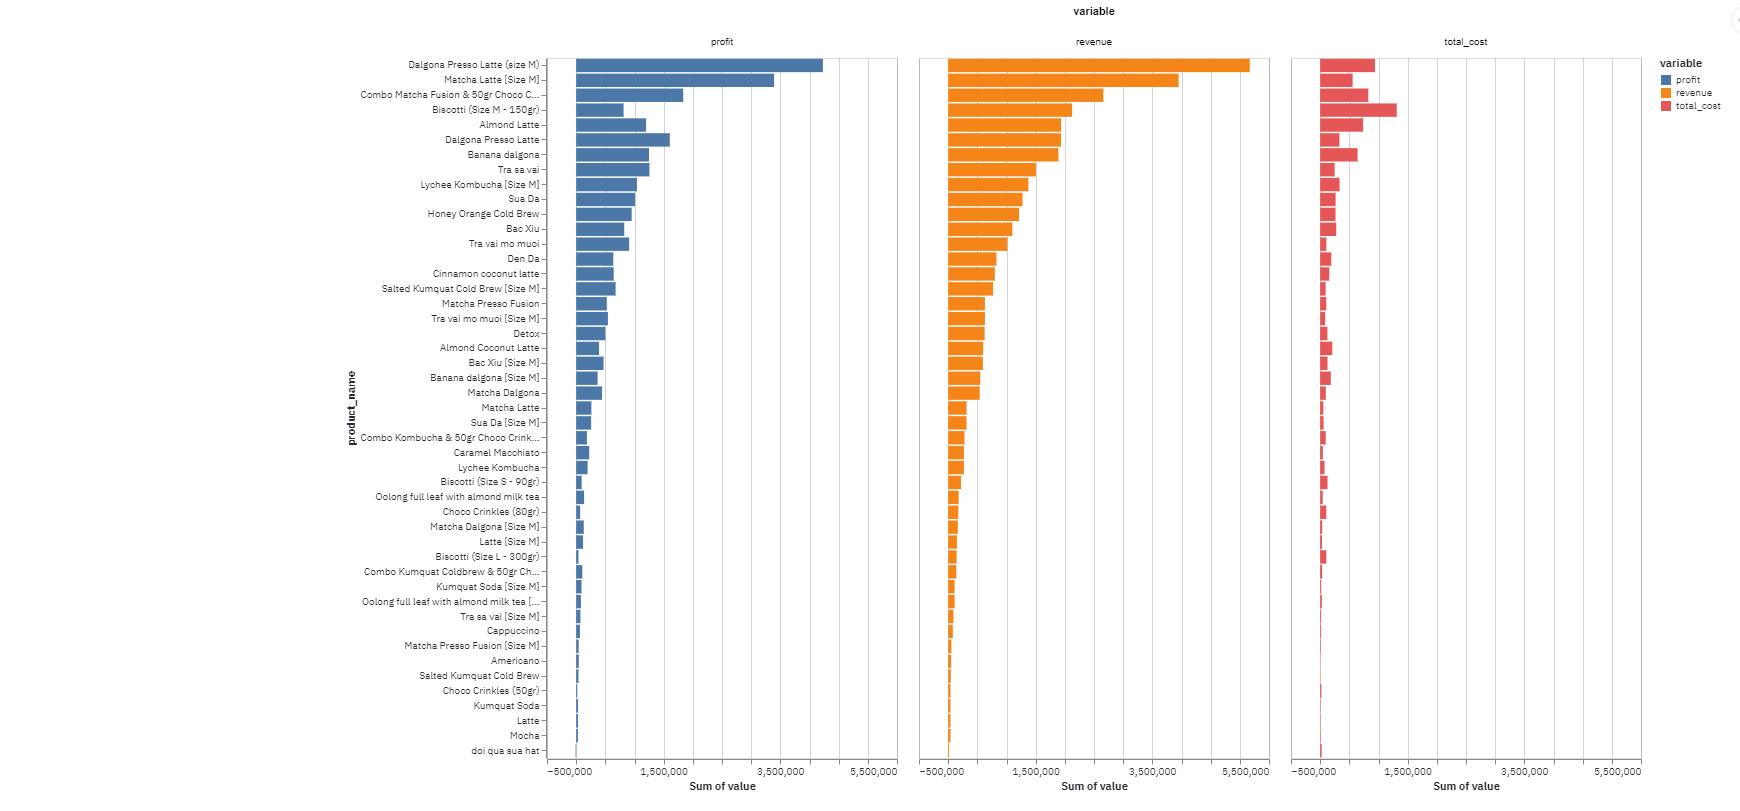 variable
profit
revenue
total_cost
Dalgona Presso Latte (size M)
Matcha Latte [Size M]
Combo Matcha Fusion & 50gr Choco C...
Biscotti (Size M - 150gr)
Almond Latte
Dalgona Presso Latte
Banana dalgona
Tra sa vai
Lychee Kombucha [Size M]
Sua Da
Honey Orange Cold Brew
Bac Xiu
Tra vai mo muoi
Den Da
Cinnamon coconut latte
Salted Kumquat Cold Brew [Size M]
Matcha Presso Fusion
Tra vai mo muoi [Size M]
Detox
Almond Coconut Latte
Bac Xiu [Size M]
Banana dalgona [Size M]
Matcha Dalgona
Matcha Latte
Sua Da [Size M]
Combo Kombucha & 50gr Choco Crink...
Caramel Macchiato
Lychee Kombucha
Biscotti (Size S - 90gr)
Oolong full leaf with almond milk tea
Choco Crinkles (80gr)
Matcha Dalgona [Size M]
Latte [Size M]
Biscotti (Size L - 300gr)
Combo Kumquat Coldbrew & 50gr Ch...
Kumquat Soda [Size M]
Oolong full leaf with almond milk tea [...
Tra sa vai [Size M]
Cappuccino
Matcha Presso Fusion [Size M]
Americano
Salted Kumquat Cold Brew
Choco Crinkles (50gr)
Kumquat Soda
Latte
Mocha
doi qua sua hat
product_name
−500,000 1,500,000 3,500,000 5,500,000
Sum of value
−500,000 1,500,000 3,500,000 5,500,000
Sum of value
−500,000 1,500,000 3,500,000 5,500,000
Sum of value
variable
profit
revenue
total_cost